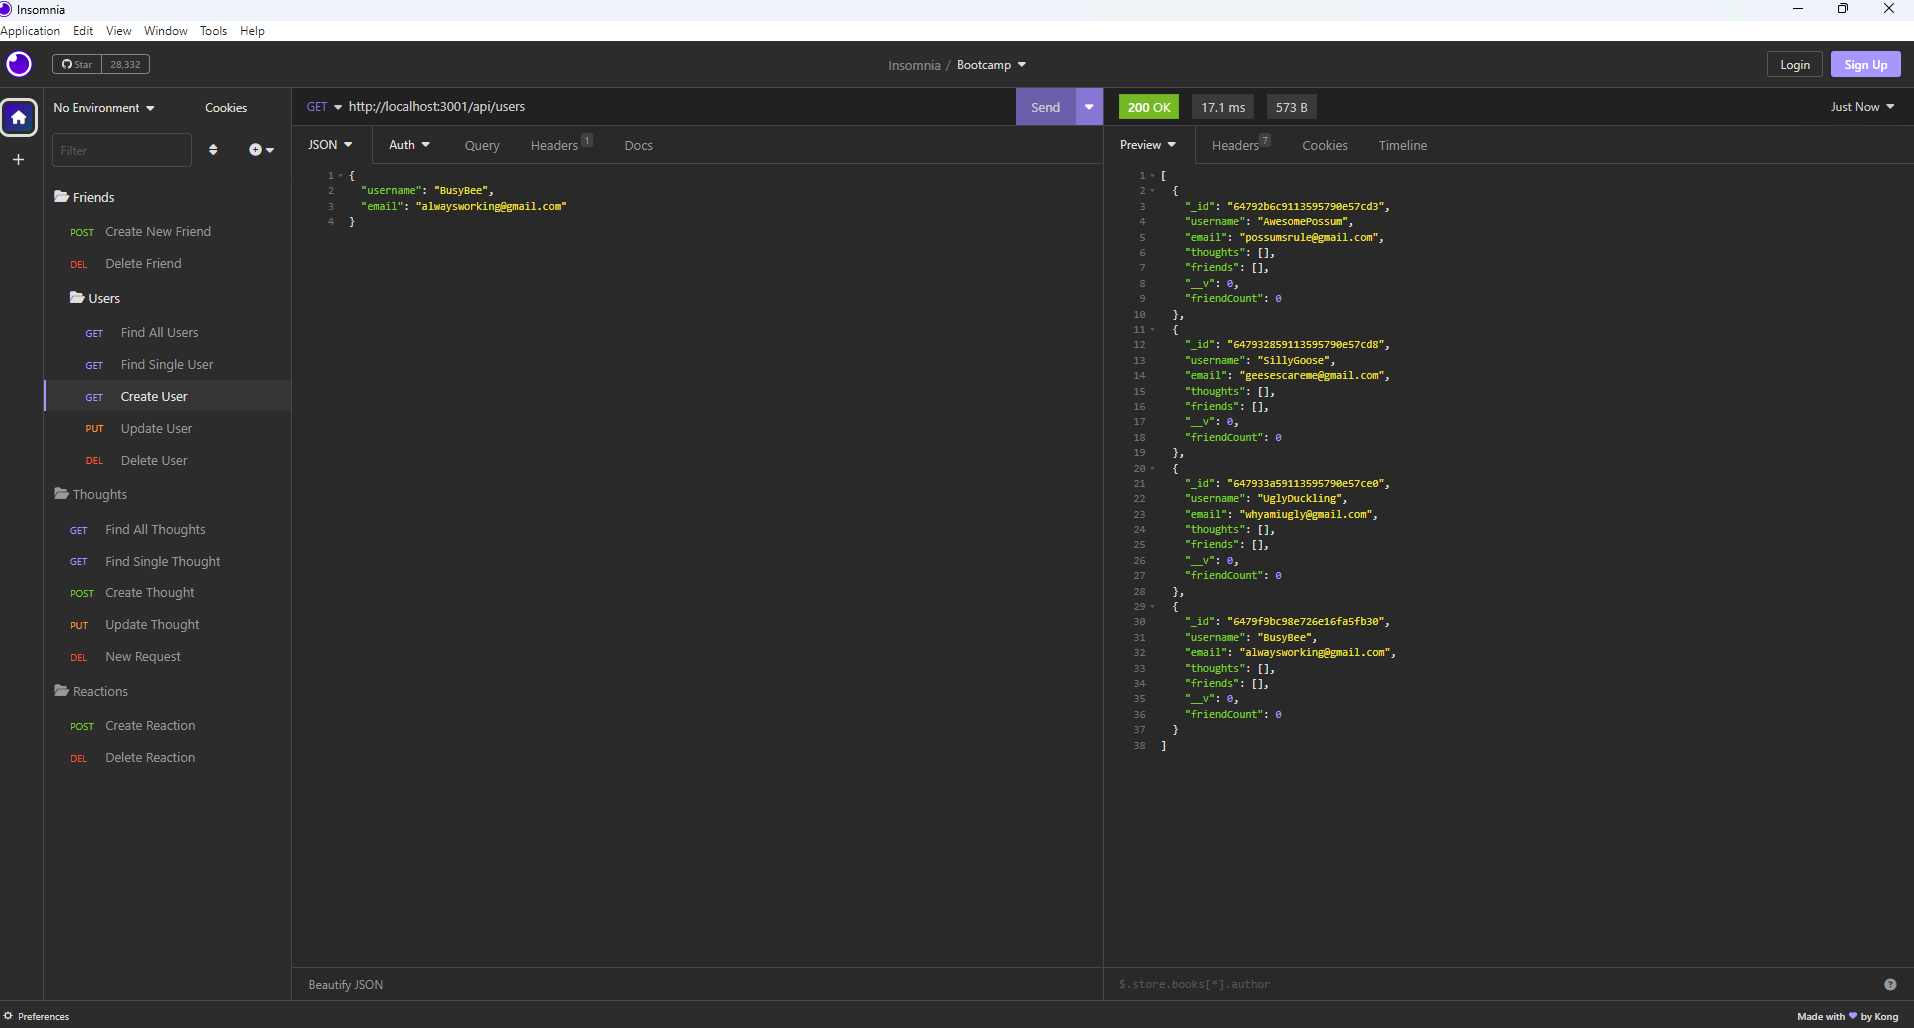 Insomnia
Application Edit View Window Tools Help
Star 28,332
Insomnia / Bootcamp
Login Sign Up
No Environment Cookies
Filter
Friends
POST Create New Friend
DEL Delete Friend
Users
GET Find All Users
GET Find Single User
GET Create User
PUT Update User
DEL Delete User
Thoughts
GET Find All Thoughts
GET Find Single Thought
POST Create Thought
PUT Update Thought
DEL New Request
Reactions
POST Create Reaction
DEL Delete Reaction
GET http://localhost:3001/api/users Send
JSON Auth Query Headers 1 Docs
1 {
2 "username": "BusyBee",
3 "email": "alwaysworking@gmail.com"
4 }
Beautify JSON
200 OK 17.1 ms 573 B Just Now
Preview Headers 7 Cookies Timeline
1 [
2 {
3 "_id": "64792b6c9113595790e57cd3",
4 "username": "AwesomePossum",
5 "email": "possumsrule@gmail.com",
6 "thoughts": [],
7 "friends": [],
8 "__v": 0,
9 "friendCount": 0
10 },
11 {
12 "_id": "647932859113595790e57cd8",
13 "username": "SillyGoose",
14 "email": "geesescareme@gmail.com",
15 "thoughts": [],
16 "friends": [],
17 "__v": 0,
18 "friendCount": 0
19 },
20 {
21 "_id": "647933a59113595790e57ce0",
22 "username": "UglyDuckling",
23 "email": "whyamiugly@gmail.com",
24 "thoughts": [],
25 "friends": [],
26 "__v": 0,
27 "friendCount": 0
28 },
29 {
30 "_id": "6479f9bc98e726e16fa5fb30",
31 "username": "BusyBee",
32 "email": "alwaysworking@gmail.com",
33 "thoughts": [],
34 "friends": [],
35 "__v": 0,
36 "friendCount": 0
37 }
38 ]
$.store.books[*].author
Preferences
Made with by Kong